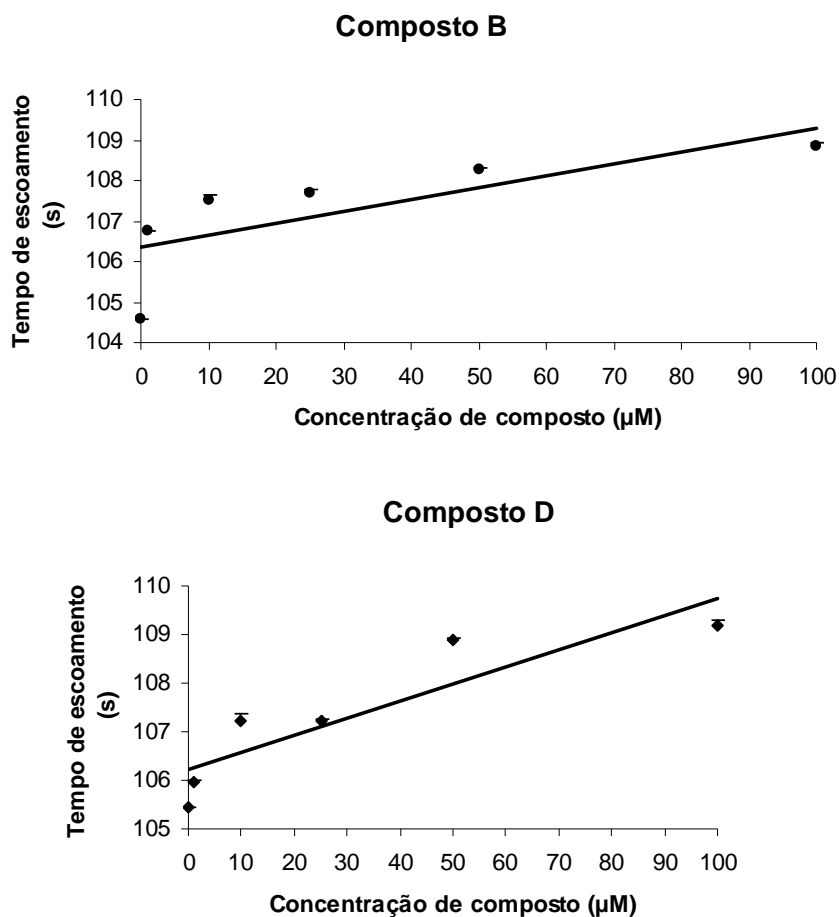 Composto B
110
109
108
107
106
105
104
Tempo de escoamento
(s)
0 10 20 30 40 50 60 70 80 90 100
Concentração de composto (µM)
Composto D
110
109
108
107
106
105
Tempo de escoamento
(s)
0 10 20 30 40 50 60 70 80 90 100
Concentração de composto (µM)